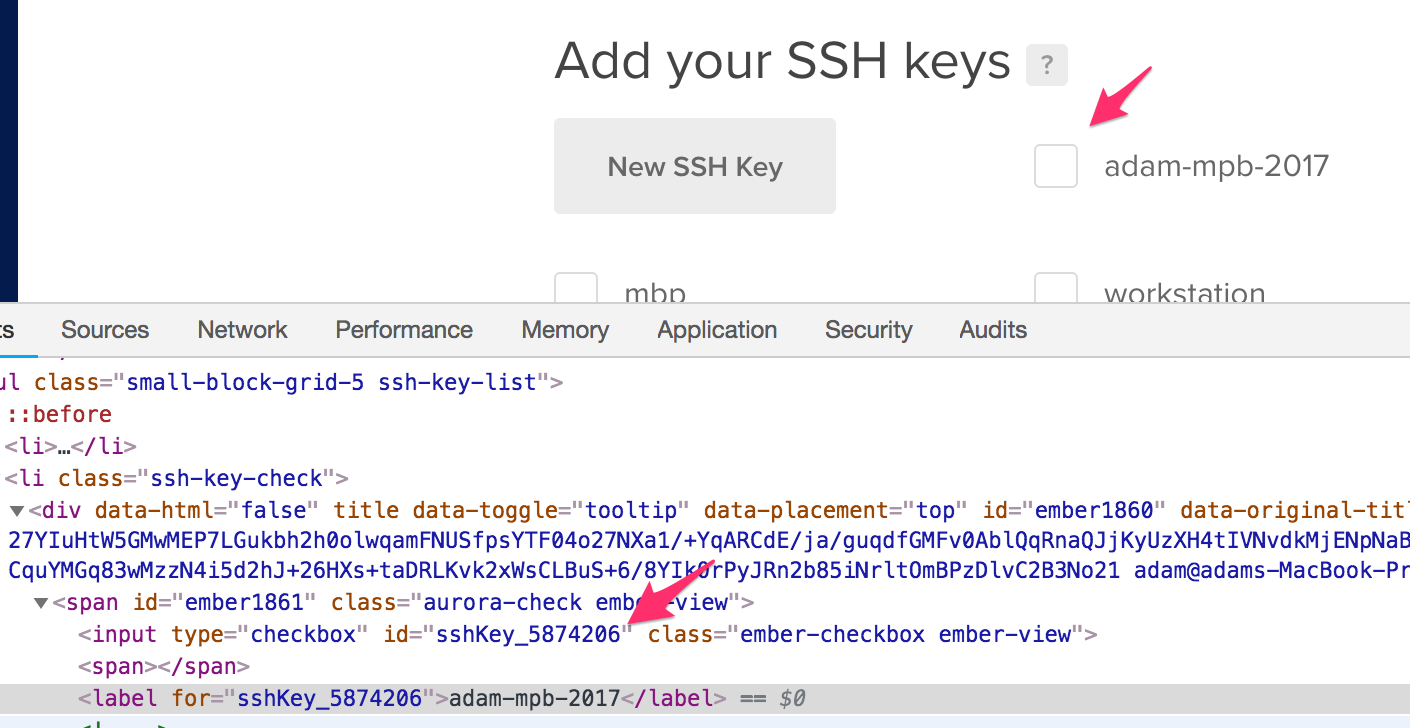 Add your SSH keys ?
New SSH Key
adam-mpb-2017
mbp
workstation
ts Sources Network Performance Memory Application Security Audits
ul class="small-block-grid-5 ssh-key-list">
::before
<li>…</li>
<li class="ssh-key-check">
▼<div data-html="false" title data-toggle="tooltip" data-placement="top" id="ember1860" data-original-titl
27YIuHtW5GMwMEP7LGukbh2h0olwqamFNUSfpsYTF04o27NXa1/+YqARCdE/ja/guqdfGMFv0AblQqRnaQJjKyUzXH4tIVNvdkMjENpNaB
CquYMGq83wMzzN4i5d2hJ+26HXs+taDRLKvk2xWsCLBuS+6/8YIk0rPyJRn2b85iNrltOmBPzDlvC2B3No21 adam@adams-MacBook-Pr
▼<span id="ember1861" class="aurora-check ember-view">
<input type="checkbox" id="sshKey_5874206" class="ember-checkbox ember-view">
<span></span>
<label for="sshKey_5874206">adam-mpb-2017</label> == $0